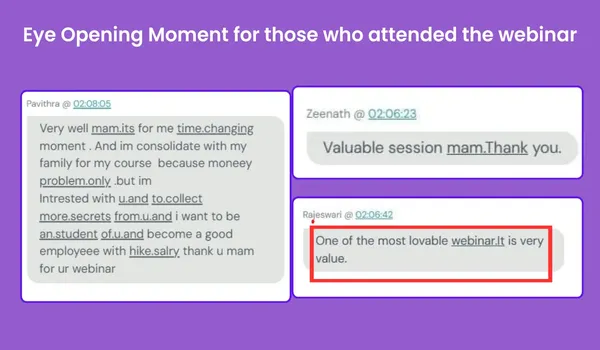 Eye Opening Moment for those who attended the webinar
Pavithra @ 02:08:05
Very well mam.its for me time.changing
moment . And im consolidate with my
family for my course because moneey
problem.only .but im
Intrested with u.and to.collect
more.secrets from.u.and i want to be
an.student of.u.and become a good
employeee with hike.salry thank u mam
for ur webinar
Zeenath @ 02:06:23
Valuable session mam.Thank you.
Rajeswari @ 02:06:42
One of the most lovable webinar.It is very
value.